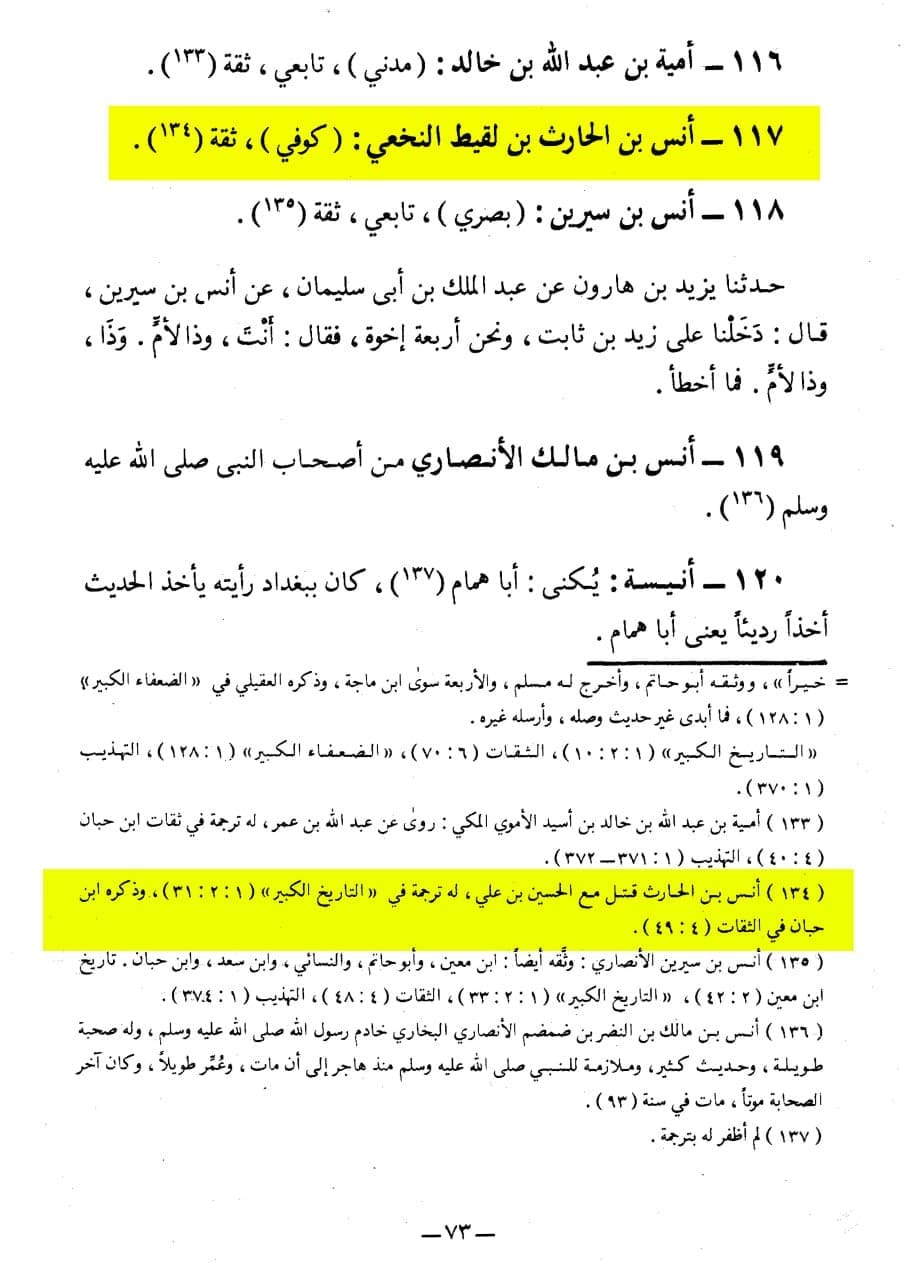 ١١٦ ــ أمية بن عبد الله بن خالد : ( مدني ) ، تابعي ، ثقة (١٣٣) .
١١٧ ــ أنس بن الحارث بن لقيط النخعي : ( كوفي ) ، ثقة (١٣٤) .
١١٨ ــ أنس بن سيرين : ( بصري ) ، تابعي ، ثقة (١٣٥) .
حدثنا يزيد بن هارون عن عبد الملك بن أبى سليمان ، عن أنس بن سيرين ،
قال : دَخَلْنا على زيد بن ثابت ، ونحن أربعة إخوة ، فقال : أَنْتَ ، وذا لأمٍّ . وَذَا ،
وذا لأمٍّ . فما أخطأ .
١١٩ ــ أنس بن مالك الأنصاري من أصحاب النبى صلى الله عليه
وسلم (١٣٦) .
١٢٠ ــ أنيسة : يُكنى : أبا همام (١٣٧) ، كان ببغداد رأيته يأخذ الحديث
أخذاً رديئاً يعنى أبا همام .
= خيراً » ، ووثقه أبو حاتم ، وأخرج له مسلم ، والأربعة سوىٰ ابن ماجة ، وذكره العقيلي في « الضعفاء الكبير »
( ١ : ١٢٨ ) ، فما أبدى غير حديث وصله ، وأرسله غيره .
« التاريخ الكبير » ( ١ : ٢ : ١٠ ) ، الثقات ( ٦ : ٧٠ ) ، « الضعفاء الكبير » ( ١ : ١٢٨ ) ، التهذيب
( ١ : ٣٧٠ ) .
( ١٣٣ ) أمية بن عبد الله بن خالد بن أسيد الأموي المكي : روىٰ عن عبد الله بن عمر ، له ترجمة في ثقات ابن حبان
( ٤ : ٤٠ ) ، التهذيب ( ١ : ٣٧١ ــ ٣٧٢ ) .
( ١٣٤ ) أنس بن الحارث قتل مع الحسين بن علي ، له ترجمة في « التاريخ الكبير » ( ١ : ٢ : ٣١ ) ، وذكره ابن
حبان في الثقات ( ٤ : ٤٩ ) .
( ١٣٥ ) أنس بن سيرين الأنصاري : وثَّقه أيضاً : ابن معين ، وأبو حاتم ، والنسائي ، وابن سعد ، وابن حبان . تاريخ
ابن معين ( ٢ : ٤٢ ) ، « التاريخ الكبير » ( ١ : ٢ : ٣٣ ) ، الثقات ( ٤ : ٤٨ ) ، التهذيب ( ١ : ٣٧٤ ) .
( ١٣٦ ) أنس بن مالك بن النضر بن ضمضم الأنصاري البخاري خادم رسول الله صلى الله عليه وسلم ، وله صحبة
طويلة ، وحديث كثير ، وملازمة للنبي صلى الله عليه وسلم منذ هاجر إلى أن مات ، وعُمِّر طويلاً ، وكان آخر
الصحابة موتاً ، مات في سنة ( ٩٣ ) .
( ١٣٧ ) لم أظفر له بترجمة .
ــ ٧٣ ــ